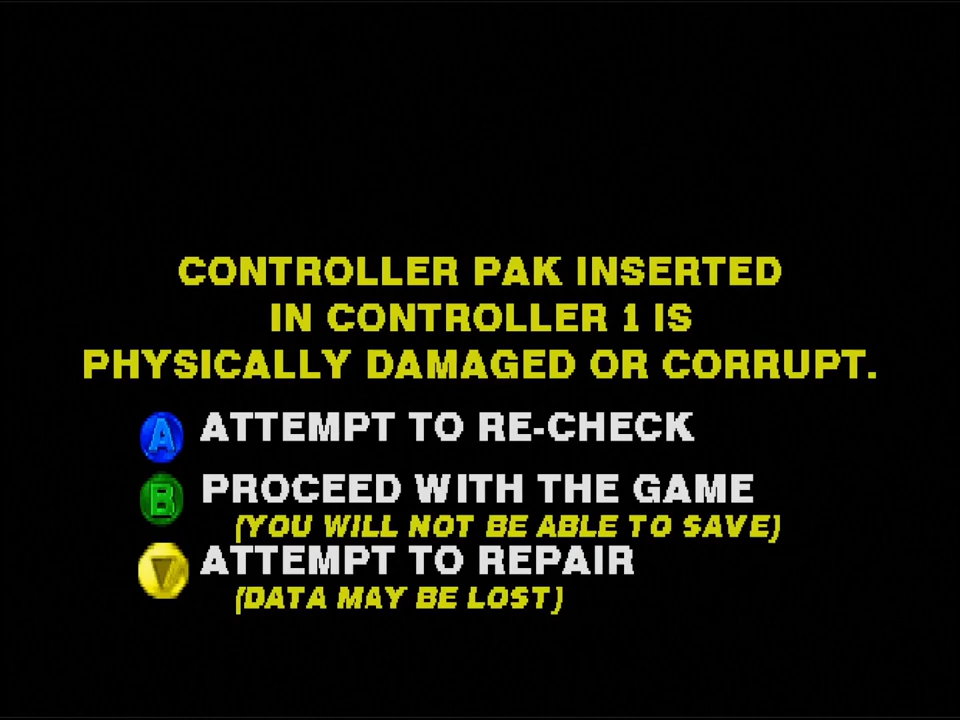 CONTROLLER PAK INSERTED
IN CONTROLLER 1 IS
PHYSICALLY DAMAGED OR CORRUPT.
A ATTEMPT TO RE-CHECK
B PROCEED WITH THE GAME
(YOU WILL NOT BE ABLE TO SAVE)
ATTEMPT TO REPAIR
(DATA MAY BE LOST)